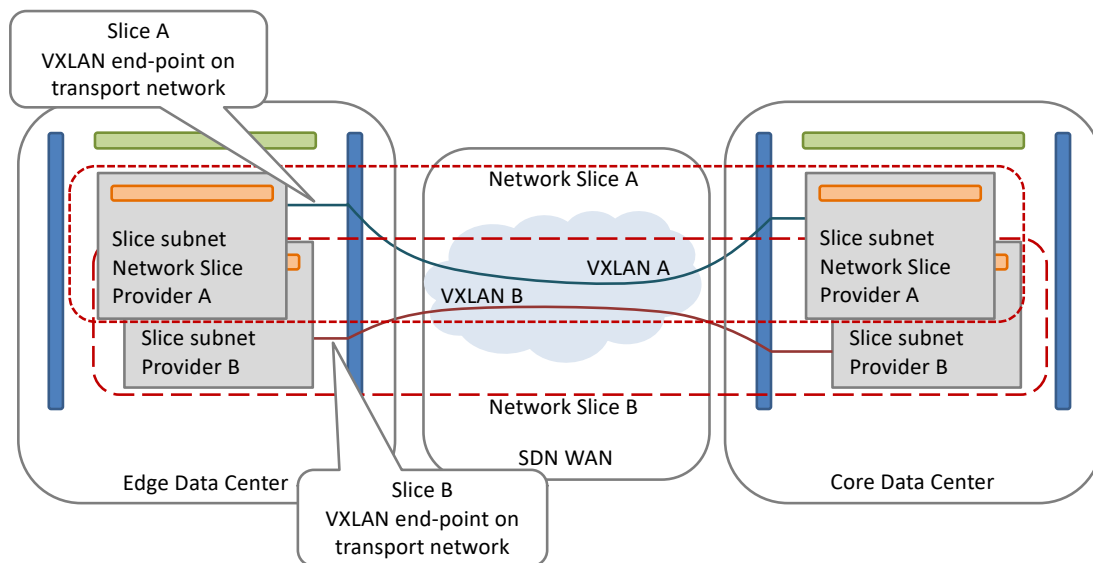 Slice A
VXLAN end-point on
transport network
Network Slice A
Slice subnet
Network Slice
Provider A
Slice subnet
Provider B
VXLAN A
VXLAN B
Slice subnet
Network Slice
Provider A
Slice subnet
Provider B
Network Slice B
SDN WAN
Edge Data Center
Core Data Center
Slice B
VXLAN end-point on
transport network